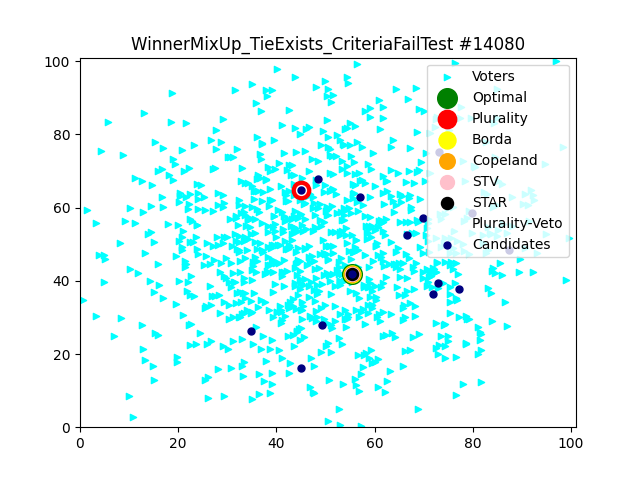 WinnerMixUp_TieExists_CriteriaFailTest #14080
100
80
60
40
20
0
0
20
40
60
80
100
Voters
Optimal
Plurality
Borda
Copeland
STV
STAR
Plurality-Veto
Candidates